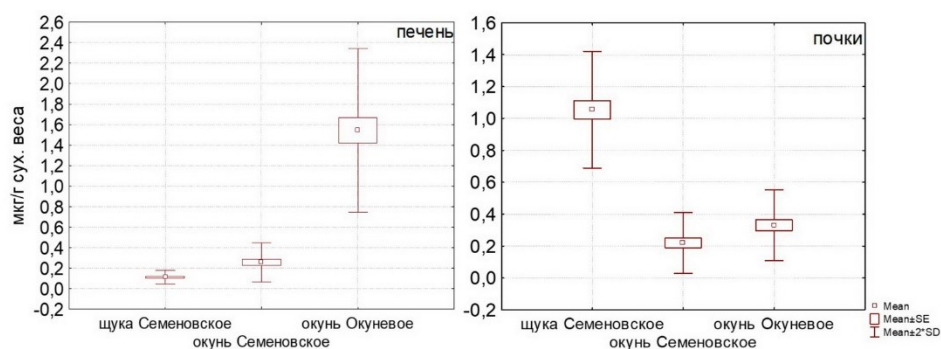 печень
мкг/г сух. веса
2,6
2,4
2,2
2,0
1,8
1,6
1,4
1,2
1,0
0,8
0,6
0,4
0,2
0,0
-0,2
щука Семеновское
окунь Семеновское
окунь Окуневое
почки
1,6
1,4
1,2
1,0
0,8
0,6
0,4
0,2
0,0
-0,2
щука Семеновское
окунь Семеновское
окунь Окуневое
Mean
Mean±SE
Mean±2*SD